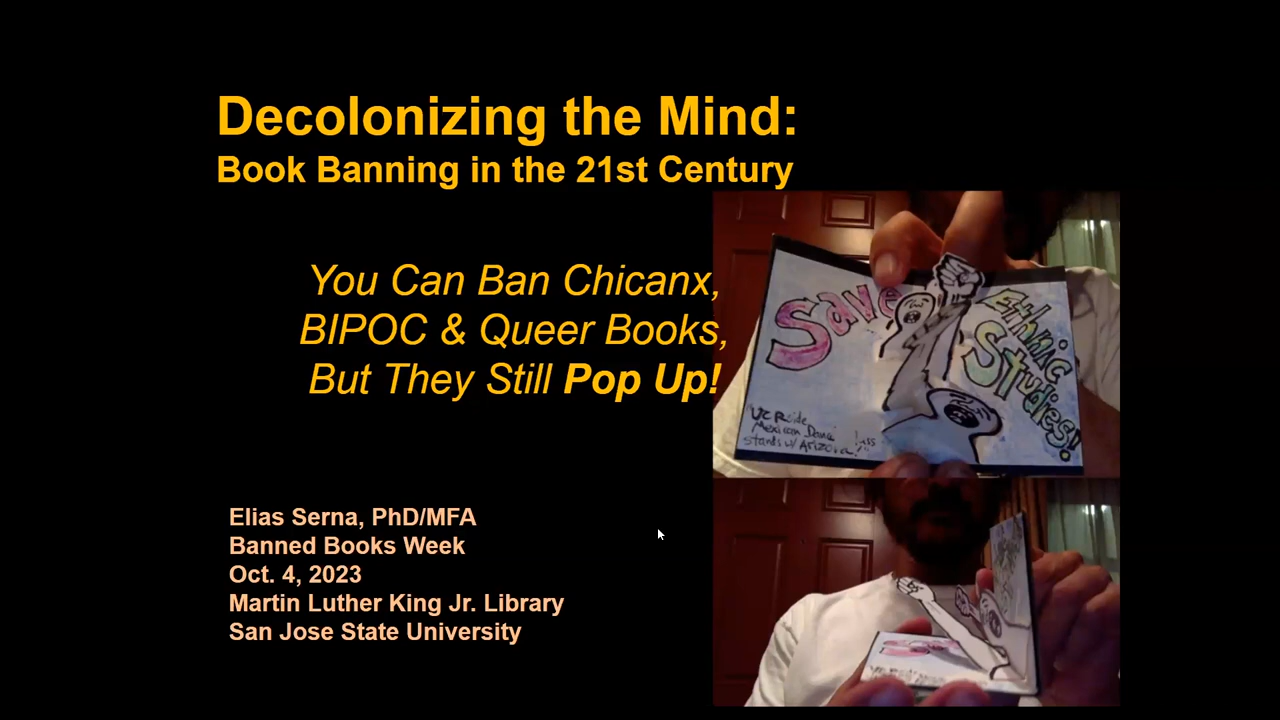 Decolonizing the Mind:
Book Banning in the 21st Century
You Can Ban Chicanx,
BIPOC & Queer Books,
But They Still Pop Up!
Save
Ethnic
Studies!
Mexican
stands w/ Arizona!
Elias Serna, PhD/MFA
Banned Books Week
Oct. 4, 2023
Martin Luther King Jr. Library
San Jose State University